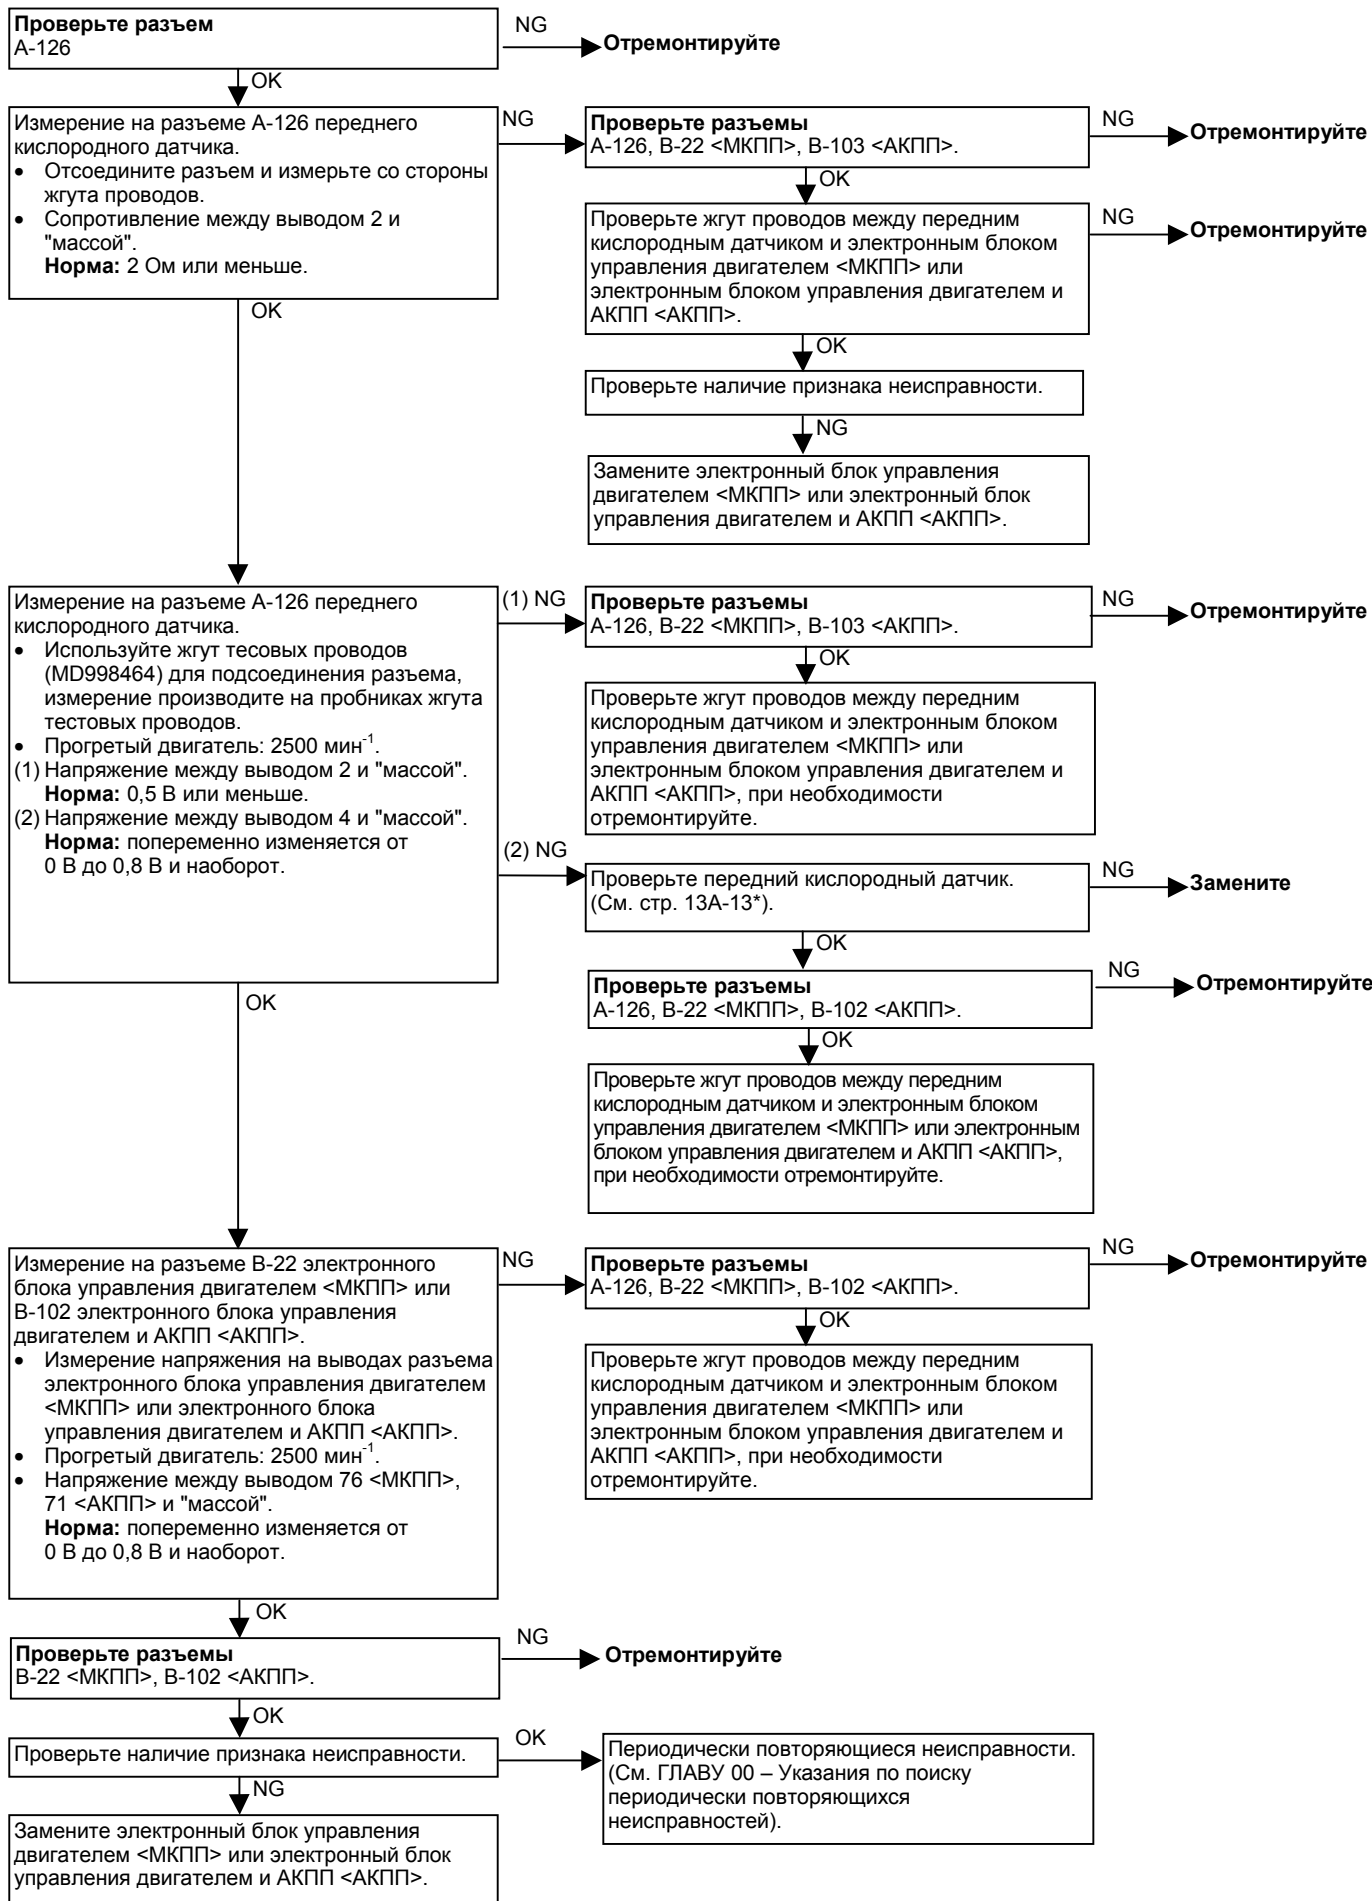 Проверьте разъем
А-126
NG
Отремонтируйте
OK
Измерение на разъеме А-126 переднего
кислородного датчика.
• Отсоедините разъем и измерьте со стороны
жгута проводов.
• Сопротивление между выводом 2 и
"массой".
Норма: 2 Ом или меньше.
NG
Проверьте разъемы
А-126, В-22 <МКПП>, В-103 <АКПП>.
NG
Отремонтируйте
OK
Проверьте жгут проводов между передним
кислородным датчиком и электронным блоком
управления двигателем <МКПП> или
электронным блоком управления двигателем и
АКПП <АКПП>.
NG
Отремонтируйте
OK
Проверьте наличие признака неисправности.
NG
Замените электронный блок управления
двигателем <МКПП> или электронный блок
управления двигателем и АКПП <АКПП>.
OK
Измерение на разъеме А-126 переднего
кислородного датчика.
• Используйте жгут тесовых проводов
(MD998464) для подсоединения разъема,
измерение производите на пробниках жгута
тестовых проводов.
• Прогретый двигатель: 2500 мин⁻¹.
(1) Напряжение между выводом 2 и "массой".
Норма: 0,5 В или меньше.
(2) Напряжение между выводом 4 и "массой".
Норма: попеременно изменяется от
0 В до 0,8 В и наоборот.
(1) NG
Проверьте разъемы
А-126, В-22 <МКПП>, В-103 <АКПП>.
NG
Отремонтируйте
OK
Проверьте жгут проводов между передним
кислородным датчиком и электронным блоком
управления двигателем <МКПП> или
электронным блоком управления двигателем и
АКПП <АКПП>, при необходимости
отремонтируйте.
(2) NG
Проверьте передний кислородный датчик.
(См. стр. 13А-13*).
NG
Замените
OK
Проверьте разъемы
А-126, В-22 <МКПП>, В-102 <АКПП>.
NG
Отремонтируйте
OK
Проверьте жгут проводов между передним
кислородным датчиком и электронным блоком
управления двигателем <МКПП> или электронным
блоком управления двигателем и АКПП <АКПП>,
при необходимости отремонтируйте.
OK
Измерение на разъеме В-22 электронного
блока управления двигателем <МКПП> или
В-102 электронного блока управления
двигателем и АКПП <АКПП>.
• Измерение напряжения на выводах разъема
электронного блока управления двигателем
<МКПП> или электронного блока
управления двигателем и АКПП <АКПП>.
• Прогретый двигатель: 2500 мин⁻¹.
• Напряжение между выводом 76 <МКПП>,
71 <АКПП> и "массой".
Норма: попеременно изменяется от
0 В до 0,8 В и наоборот.
NG
Проверьте разъемы
А-126, В-22 <МКПП>, В-102 <АКПП>.
NG
Отремонтируйте
OK
Проверьте жгут проводов между передним
кислородным датчиком и электронным блоком
управления двигателем <МКПП> или
электронным блоком управления двигателем и
АКПП <АКПП>, при необходимости
отремонтируйте.
OK
Проверьте разъемы
В-22 <МКПП>, В-102 <АКПП>.
NG
Отремонтируйте
OK
Проверьте наличие признака неисправности.
OK
Периодически повторяющиеся неисправности.
(См. ГЛАВУ 00 – Указания по поиску
периодически повторяющихся
неисправностей).
NG
Замените электронный блок управления
двигателем <МКПП> или электронный блок
управления двигателем и АКПП <АКПП>.